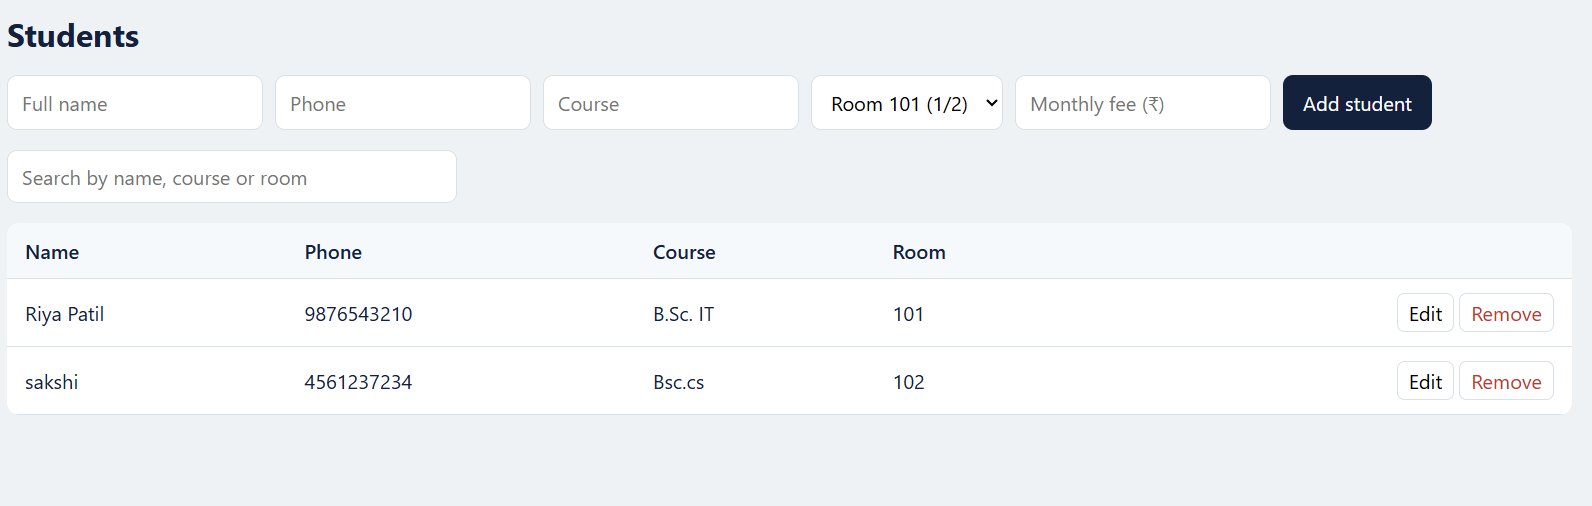 Students
Full name Phone Course Room 101 (1/2) Monthly fee (₹) Add student
Search by name, course or room
Name Phone Course Room
Riya Patil 9876543210 B.Sc. IT 101 Edit Remove
sakshi 4561237234 Bsc.cs 102 Edit Remove